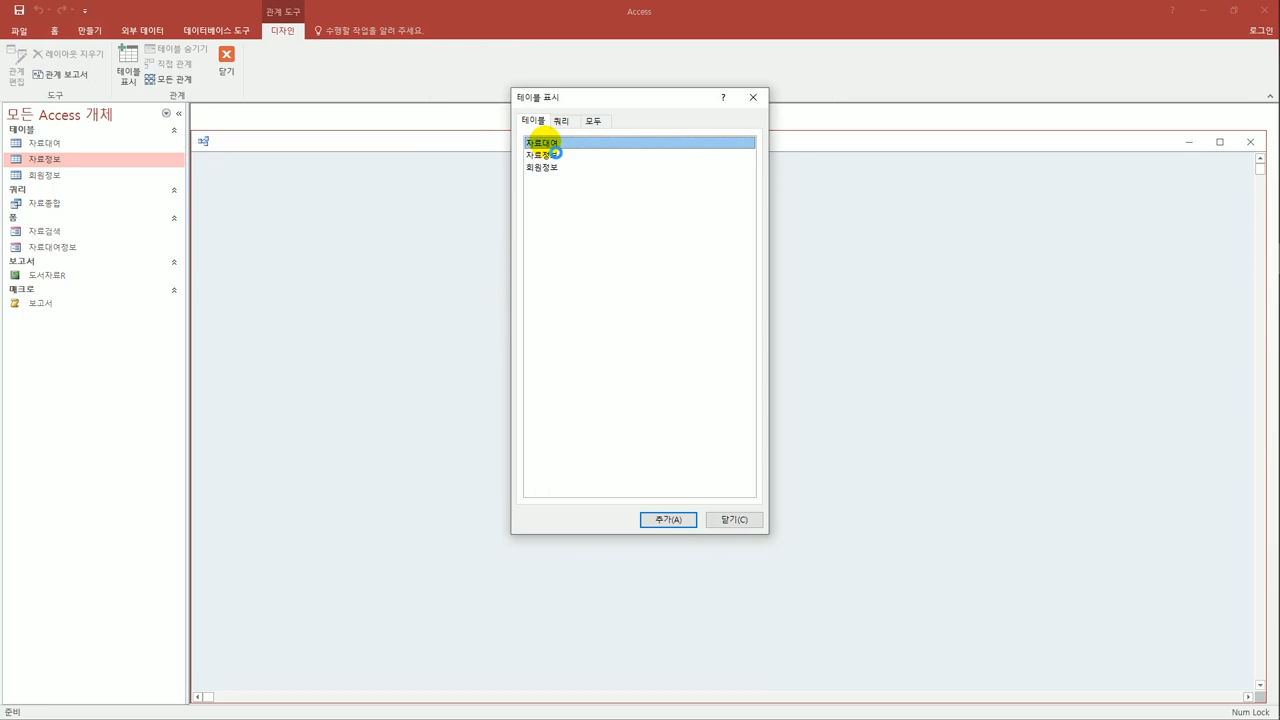 관계 도구
Access
파일
홈
만들기
외부 데이터
데이터베이스 도구
디자인
수행할 작업을 알려 주세요.
로그인
관계
편집
레이아웃 지우기
관계 보고서
도구
테이블
표시
테이블 숨기기
직접 관계
모든 관계
관계
닫기
모든 Access 개체
테이블
자료대여
자료정보
회원정보
쿼리
자료종합
폼
자료검색
자료대여정보
보고서
도서자료R
매크로
보고서
테이블 표시
테이블
쿼리
모두
자료대여
자료정보
회원정보
추가(A)
닫기(C)
준비
Num Lock